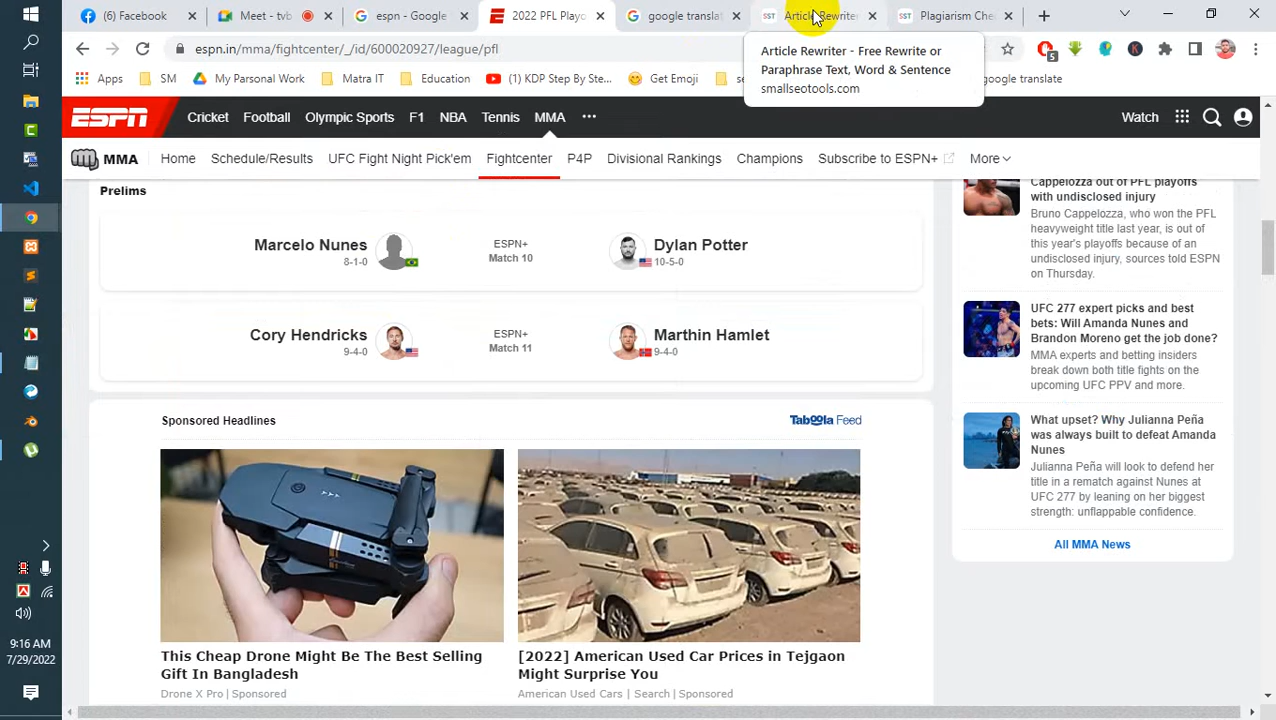 (1) Facebook
Meet - tvb
espn - Google
2022 PFL Playo
google translat
Article Rewriter
Plagiarism Che
espn.in/mma/fightcenter/_/id/600020927/league/pfl
5
Apps
SM
My Parsonal Work
MATI
Education
(1) KDP Step By Ste...
Get Emoji
se
google translate
Article Rewriter - Free Rewrite or
Paraphrase Text, Word & Sentence
smallseotools.com
ESPN
Cricket
Football
Olympic Sports
F1
NBA
Tennis
MMA
Watch
MMA
Home
Schedule/Results
UFC Fight Night Pick'em
Fightcenter
P4P
Divisional Rankings
Champions
Subscribe to ESPN+
More
Prelims
Marcelo Nunes
8-1-0
ESPN+
Match 10
Dylan Potter
10-5-0
Cory Hendricks
9-4-0
ESPN+
Match 11
Marthin Hamlet
9-4-0
Sponsored Headlines
Taboola Feed
This Cheap Drone Might Be The Best Selling
Gift In Bangladesh
Drone X Pro | Sponsored
[2022] American Used Car Prices in Tejgaon
Might Surprise You
American Used Cars | Search | Sponsored
Cappelozza out of PFL playoffs
with undisclosed injury
Bruno Cappelozza, who won the PFL
heavyweight title last year, is out of
this year's playoffs because of an
undisclosed injury, sources told ESPN
on Thursday.
UFC 277 expert picks and best
bets: Will Amanda Nunes and
Brandon Moreno get the job done?
MMA experts and betting insiders
break down both title fights on the
upcoming UFC PPV and more.
What upset? Why Julianna Peña
was always built to defeat Amanda
Nunes
Julianna Peña will look to defend her
title in a rematch against Nunes at
UFC 277 by leaning on her biggest
strength: unflappable confidence.
All MMA News
9:16 AM
7/29/2022